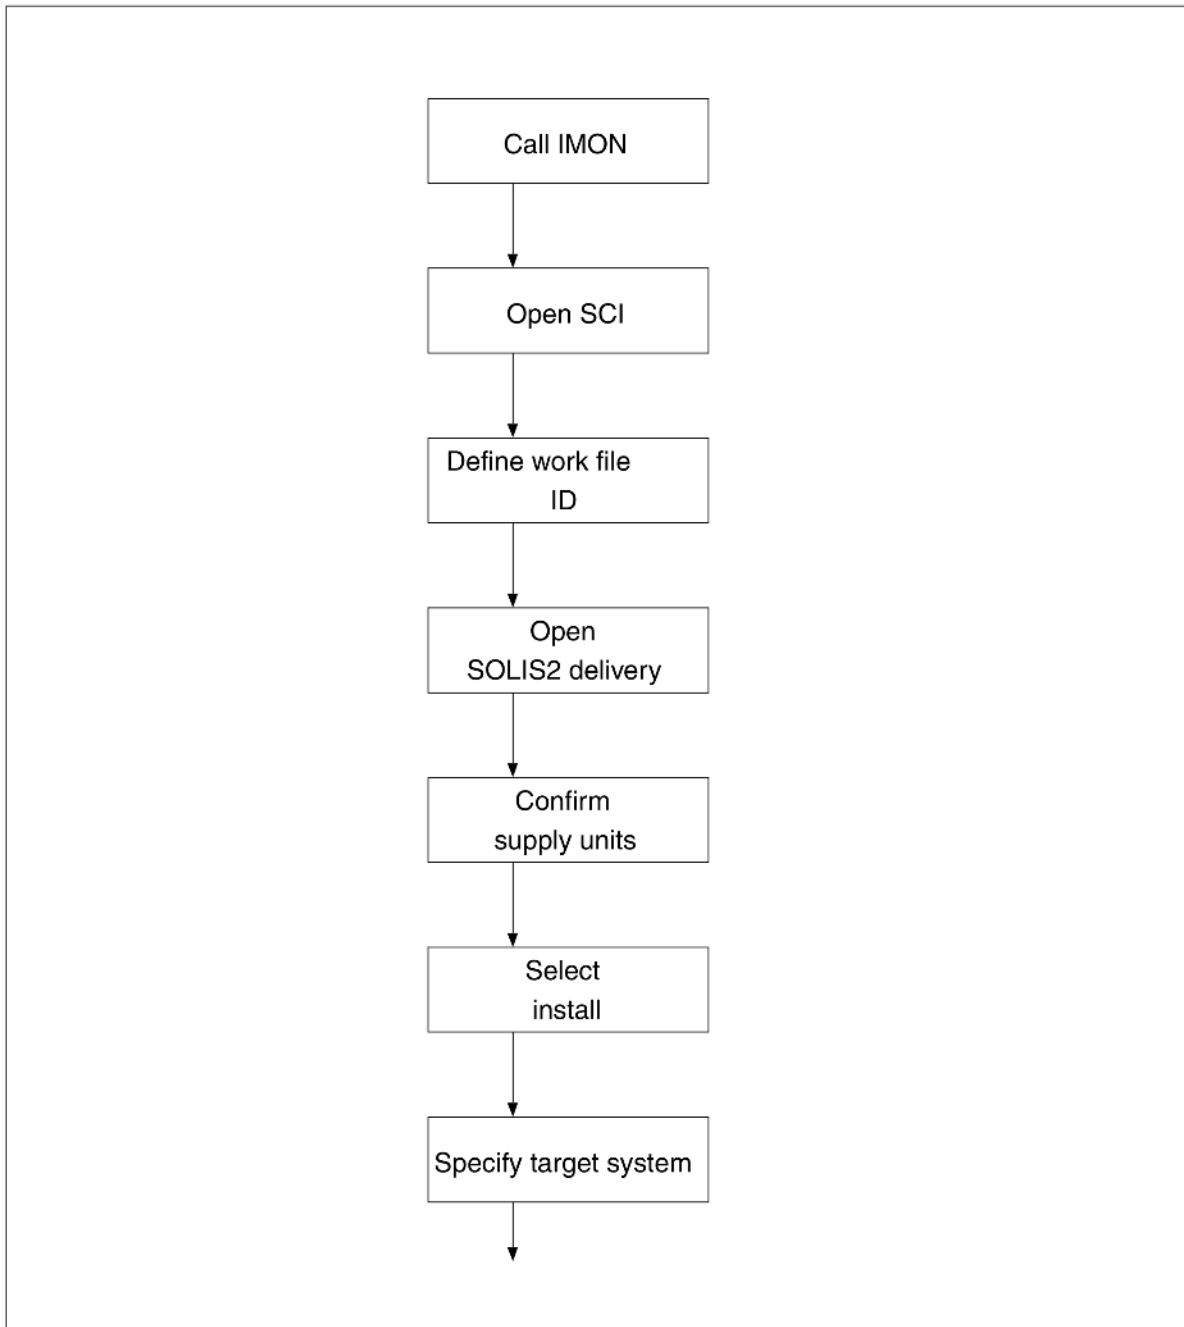 Call IMON
Open SCI
Define work file
ID
Open
SOLIS2 delivery
Confirm
supply units
Select
install
Specify target system